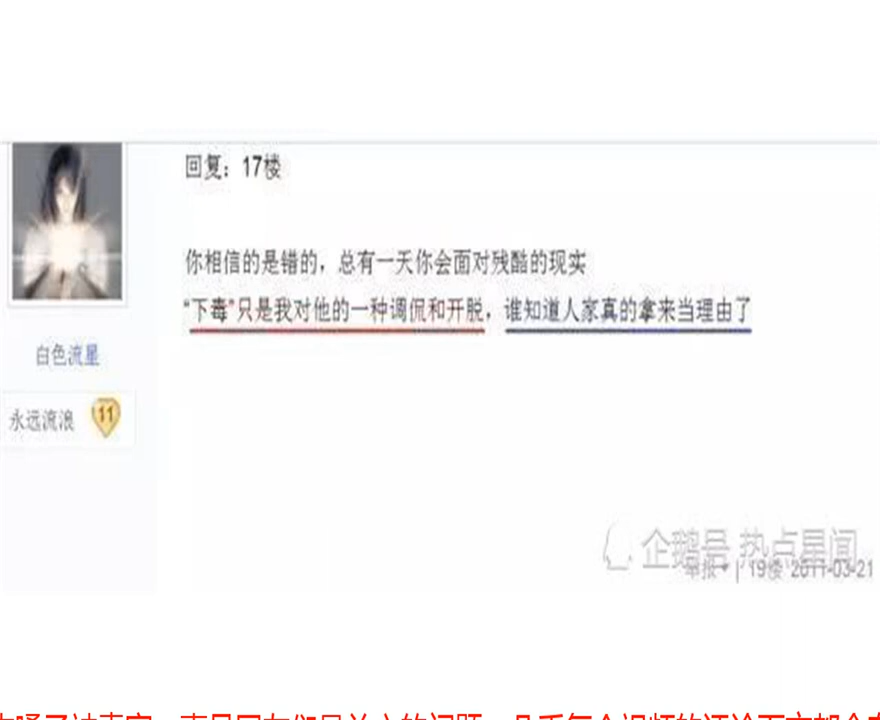 回复：17楼
你相信的是错的，总有一天你会面对残酷的现实
“下毒”只是我对他的一种调侃和开脱，谁知道人家真的拿来当理由了
白色流星
永远流浪 11
企鹅号 热点星闻
举报 | 19楼 2011-03-21